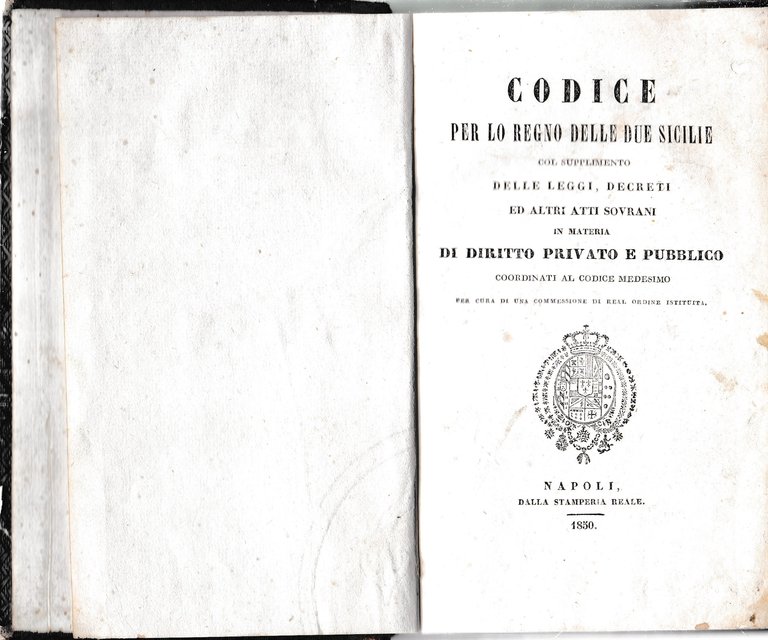 CODICE
PER LO REGNO DELLE DUE SICILIE
COL SUPPLIMENTO
DELLE LEGGI, DECRETI
ED ALTRI ATTI SOVRANI
IN MATERIA
DI DIRITTO PRIVATO E PUBBLICO
COORDINATI AL CODICE MEDESIMO
PER CURA DI UNA COMMESSIONE DI REAL ORDINE ISTITUITA.
NAPOLI,
DALLA STAMPERIA REALE.
1850.